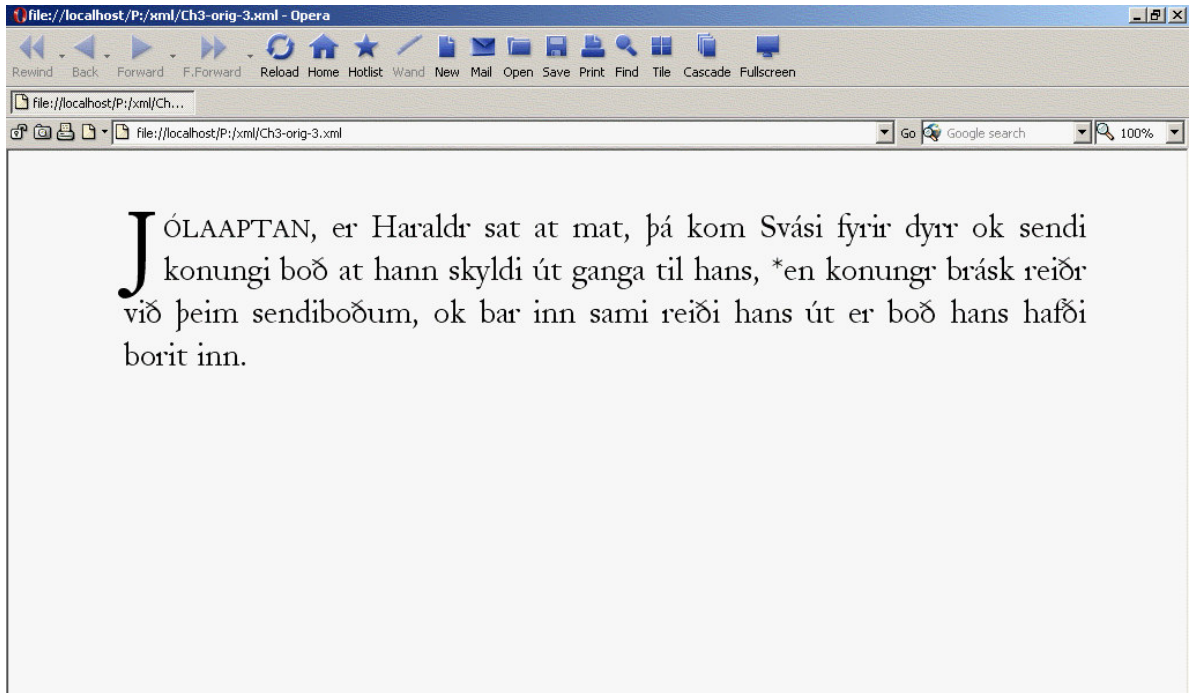 file://localhost/P:/xml/Ch3-orig-3.xml - Opera
Rewind Back Forward F.Forward Reload Home Hotlist Wand New Mail Open Save Print Find Tile Cascade Fullscreen
file://localhost/P:/xml/Ch...
file://localhost/P:/xml/Ch3-orig-3.xml Go Google search 100%
JÓLAAPTAN, er Haraldr sat at mat, þá kom Svási fyrir dyrr ok sendi
konungi boð at hann skyldi út ganga til hans, *en konungr brásk reiðr
við þeim sendiboðum, ok bar inn sami reiði hans út er boð hans hafði
borit inn.